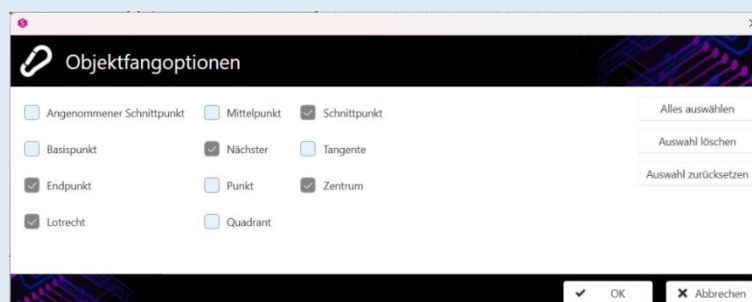 Objektfangoptionen
Angenommener Schnittpunkt
Mittelpunkt
Schnittpunkt
Alles auswählen
Basispunkt
Nächster
Tangente
Auswahl löschen
Endpunkt
Punkt
Zentrum
Auswahl zurücksetzen
Lotrecht
Quadrant
OK
Abbrechen